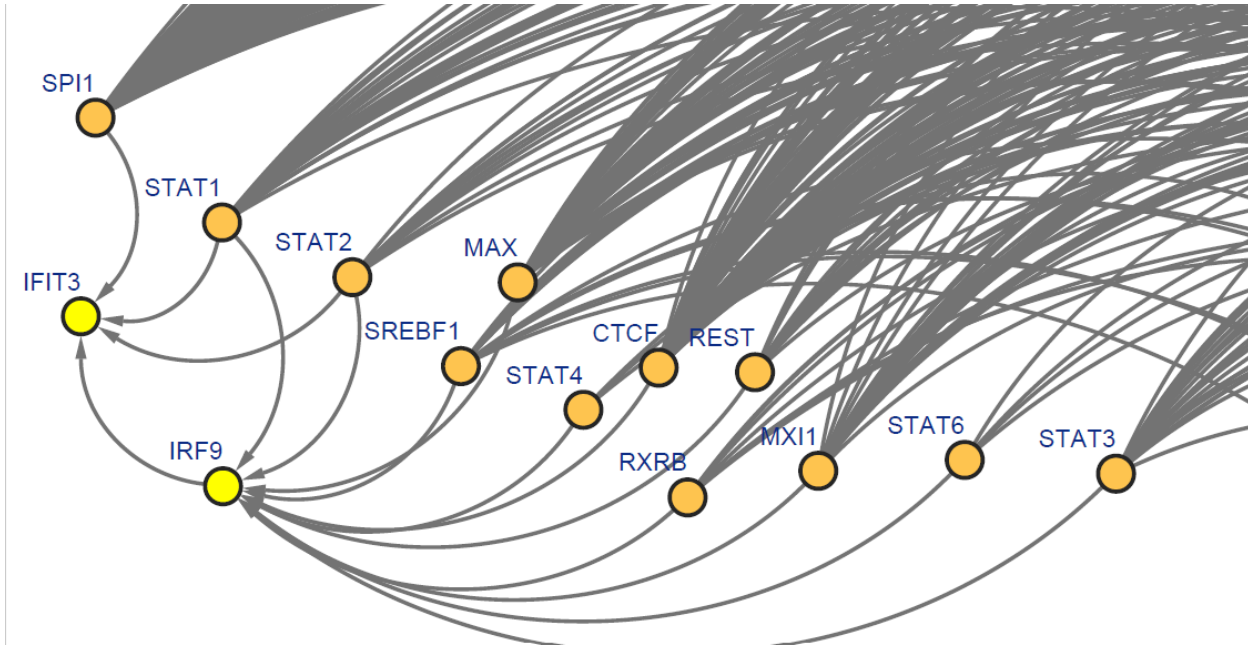 SPI1
STAT1
STAT2
MAX
IFIT3
SREBF1
CTCF
REST
STAT4
IRF9
MXI1
STAT6
STAT3
RXRB